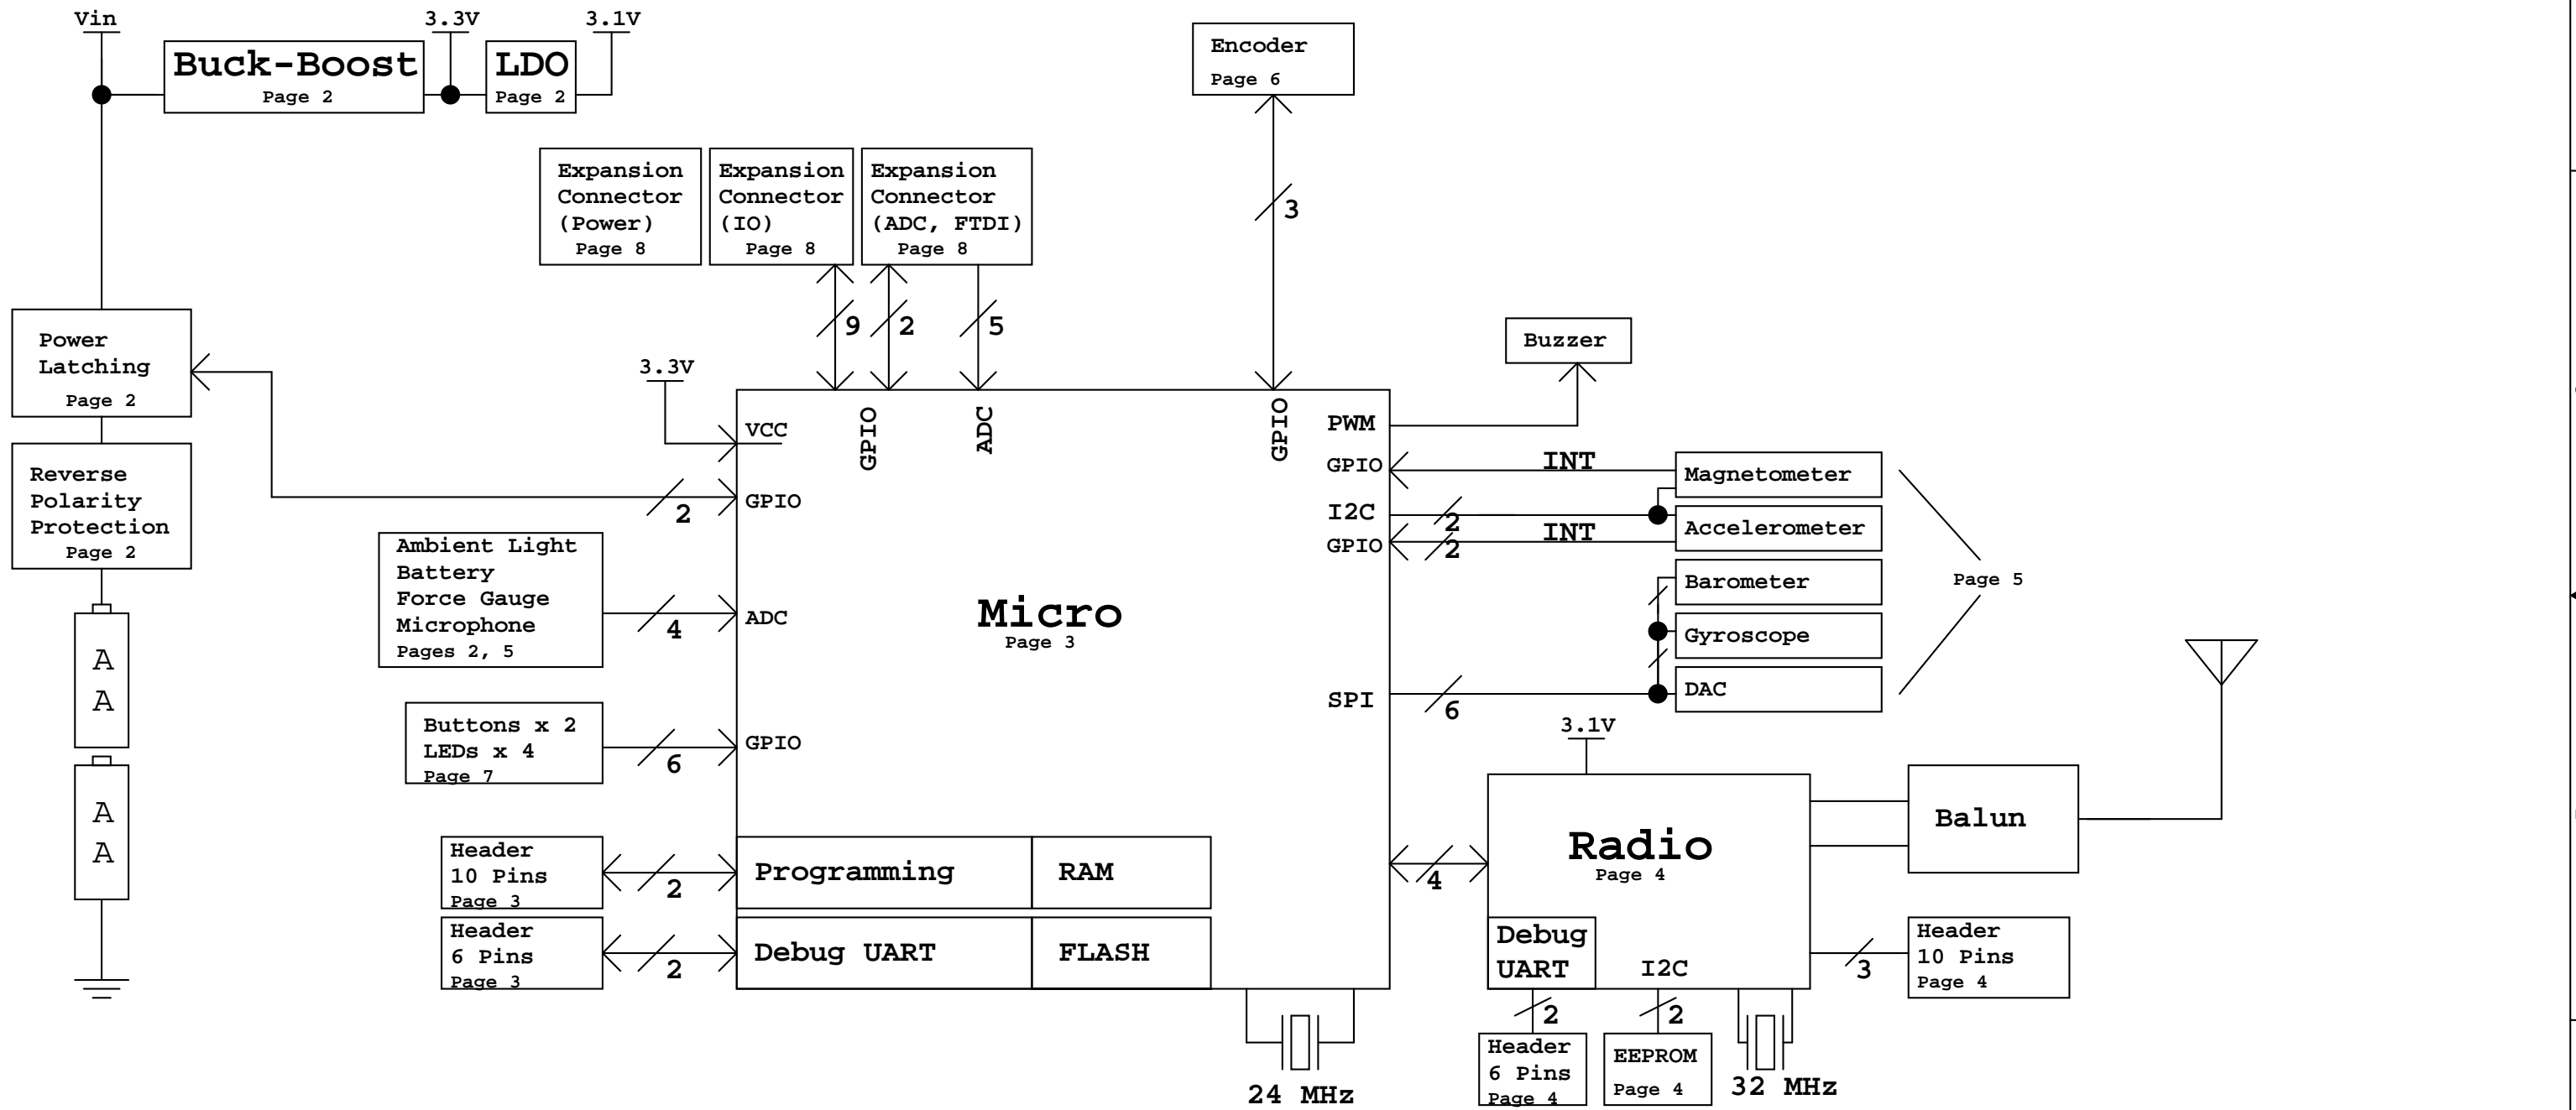 Vin
3.3V
3.1V
Buck-Boost
Page 2
LDO
Page 2
Encoder
Page 6
Expansion
Connector
(Power)
Page 8
Expansion
Connector
(IO)
Page 8
Expansion
Connector
(ADC, FTDI)
Page 8
3
9
2
5
Power
Latching
Page 2
Reverse
Polarity
Protection
Page 2
A
A
A
A
3.3V
VCC
GPIO
ADC
GPIO
2
GPIO
Ambient Light
Battery
Force Gauge
Microphone
Pages 2, 5
4
ADC
Buttons x 2
LEDs x 4
Page 7
6
GPIO
Header
10 Pins
Page 3
2
Programming
RAM
Header
6 Pins
Page 3
2
Debug UART
FLASH
Micro
Page 3
24 MHz
Buzzer
PWM
GPIO
INT
Magnetometer
I2C
2
GPIO
2
INT
Accelerometer
Barometer
Gyroscope
DAC
Page 5
SPI
6
3.1V
Radio
Page 4
4
Balun
Debug
UART
I2C
3
Header
10 Pins
Page 4
2
Header
6 Pins
Page 4
2
EEPROM
Page 4
32 MHz